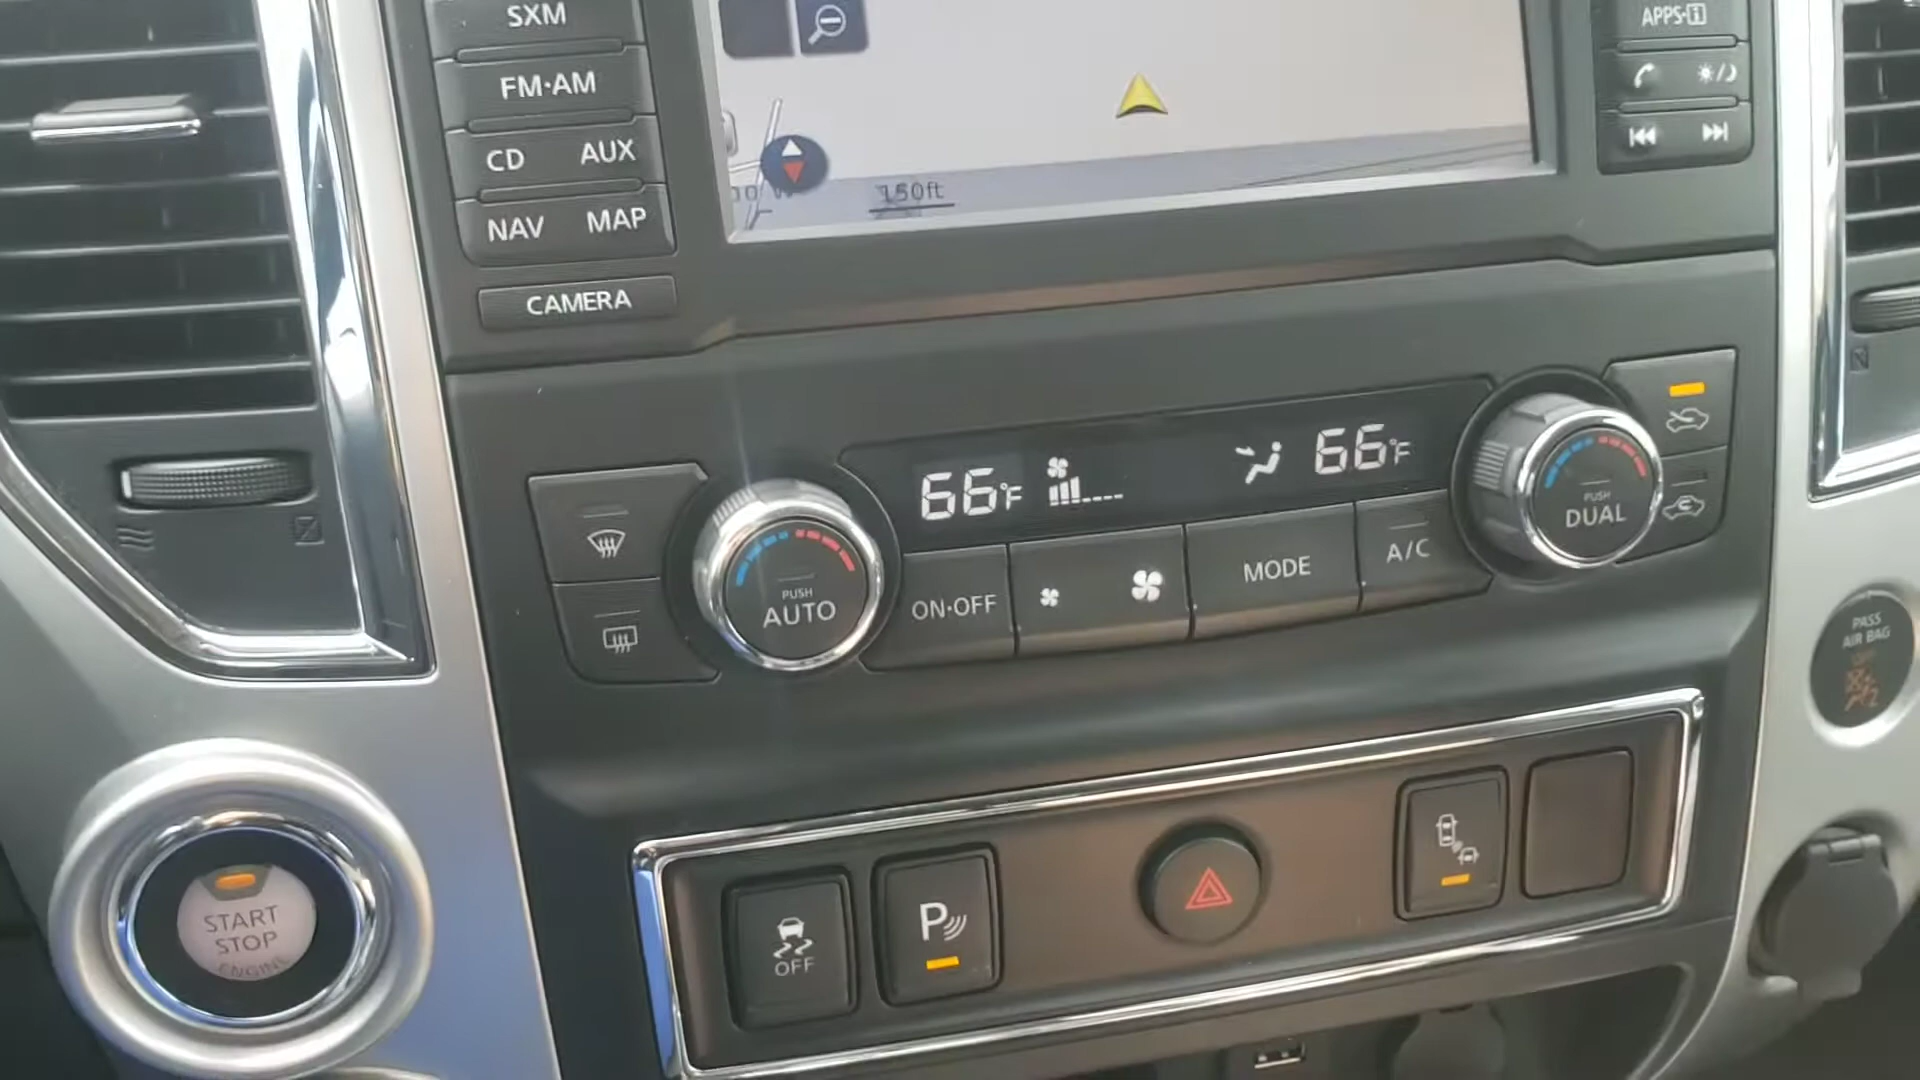 SXM
FM·AM
CD AUX
NAV MAP
CAMERA
150ft
APPS·i
66°F
66°F
PUSH
AUTO
ON·OFF
MODE
A/C
PUSH
DUAL
PASS
AIR BAG
OFF
START
STOP
ENGINE
OFF
P